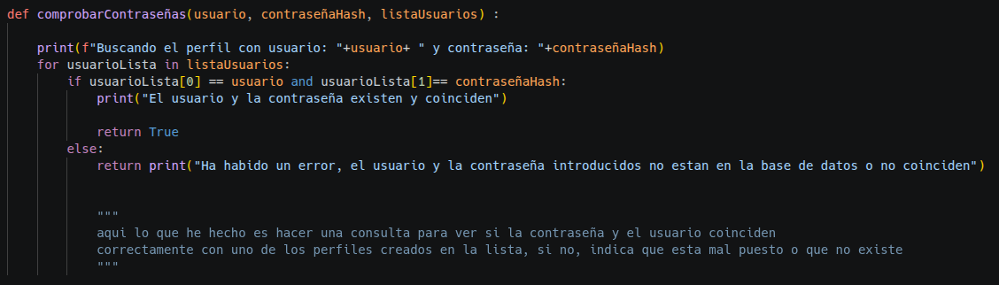 def comprobarContraseñas(usuario, contraseñaHash, listaUsuarios) :
print(f"Buscando el perfil con usuario: "+usuario+ " y contraseña: "+contraseñaHash)
for usuarioLista in listaUsuarios:
if usuarioLista[0] == usuario and usuarioLista[1]== contraseñaHash:
print("El usuario y la contraseña existen y coinciden")
return True
else:
return print("Ha habido un error, el usuario y la contraseña introducidos no estan en la base de datos o no coinciden")
"""
aqui lo que he hecho es hacer una consulta para ver si la contraseña y el usuario coinciden
correctamente con uno de los perfiles creados en la lista, si no, indica que esta mal puesto o que no existe
"""